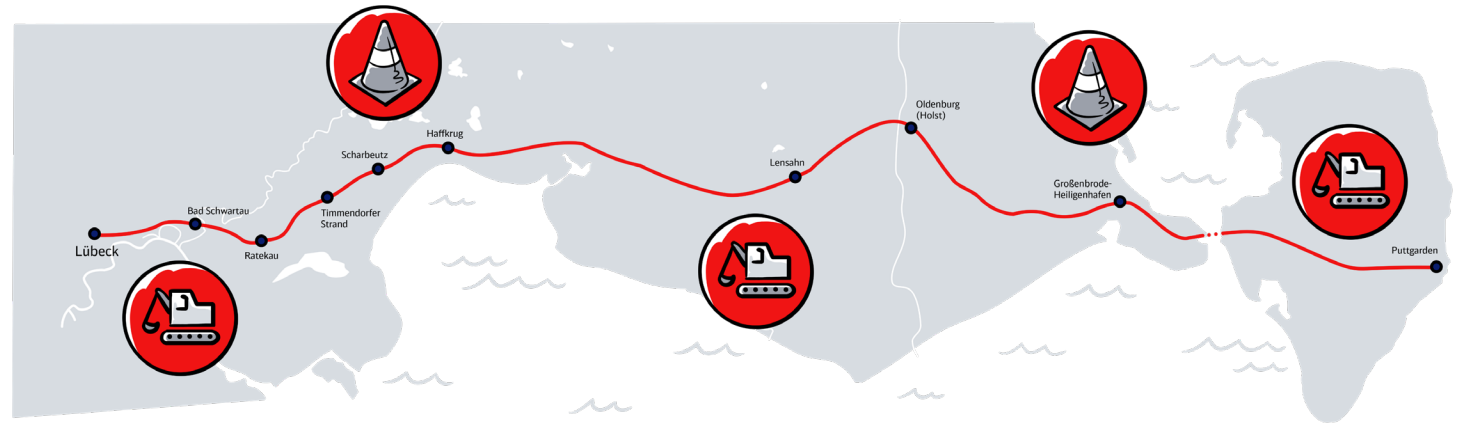 Lübeck
Bad Schwartau
Ratekau
Timmendorfer
Strand
Scharbeutz
Haffkrug
Lensahn
Oldenburg
(Holst)
Großenbrode-
Heiligenhafen
Puttgarden